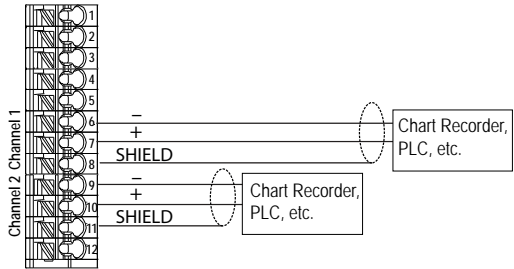 1
2
3
4
5
6
7
8
9
10
11
12
Channel 1
Channel 2
–
+
SHIELD
Chart Recorder,
PLC, etc.
–
+
SHIELD
Chart Recorder,
PLC, etc.